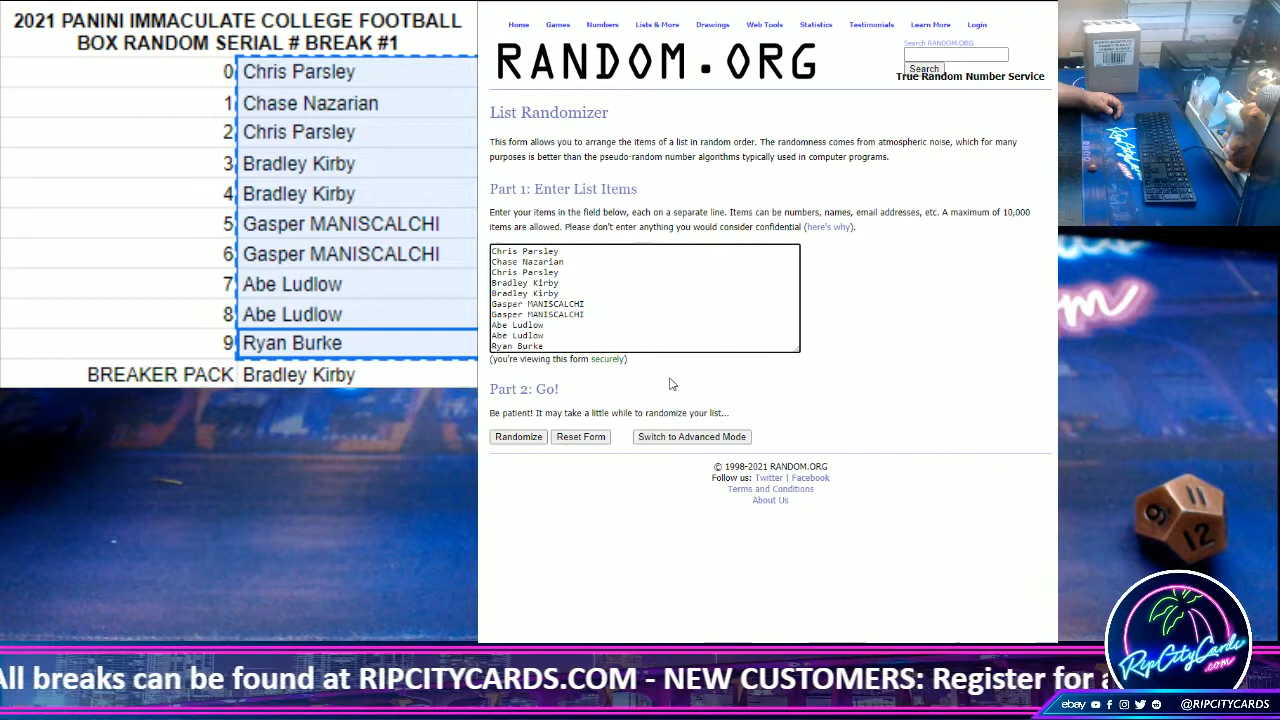 2021 PANINI IMMACULATE COLLEGE FOOTBALL
BOX RANDOM SERIAL # BREAK #1
0 Chris Parsley
1 Chase Nazarian
2 Chris Parsley
3 Bradley Kirby
4 Bradley Kirby
5 Gasper MANISCALCHI
6 Gasper MANISCALCHI
7 Abe Ludlow
8 Abe Ludlow
9 Ryan Burke
BREAKER PACK Bradley Kirby
Home Games Numbers Lists & More Drawings Web Tools Statistics Testimonials Learn More Login
RANDOM.ORG
Search RANDOM.ORG
Search
True Random Number Service
List Randomizer
This form allows you to arrange the items of a list in random order. The randomness comes from atmospheric noise, which for many
purposes is better than the pseudo-random number algorithms typically used in computer programs.
Part 1: Enter List Items
Enter your items in the field below, each on a separate line. Items can be numbers, names, email addresses, etc. A maximum of 10,000
items are allowed. Please don't enter anything you would consider confidential (here's why).
Chris Parsley
Chase Nazarian
Chris Parsley
Bradley Kirby
Bradley Kirby
Gasper MANISCALCHI
Gasper MANISCALCHI
Abe Ludlow
Abe Ludlow
Ryan Burke
(you're viewing this form securely)
Part 2: Go!
Be patient! It may take a little while to randomize your list...
Randomize Reset Form Switch to Advanced Mode
© 1998-2021 RANDOM.ORG
Follow us: Twitter | Facebook
Terms and Conditions
About Us
RipCity
9 11 12
All breaks can be found at RIPCITYCARDS.COM - NEW CUSTOMERS: Register for a
RipCityCards
.com
ebay @RIPCITYCARDS